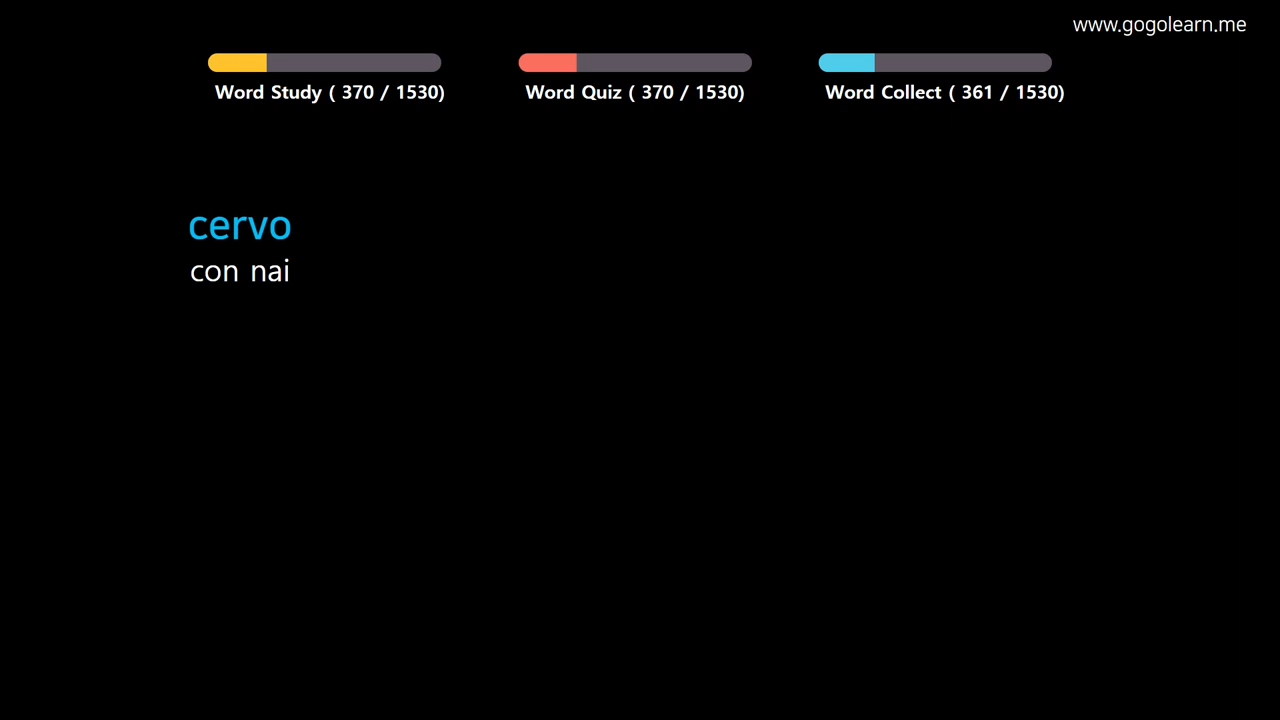 www.gogolearn.me
Word Study ( 370 / 1530)
Word Quiz ( 370 / 1530)
Word Collect ( 361 / 1530)
cervo
con nai